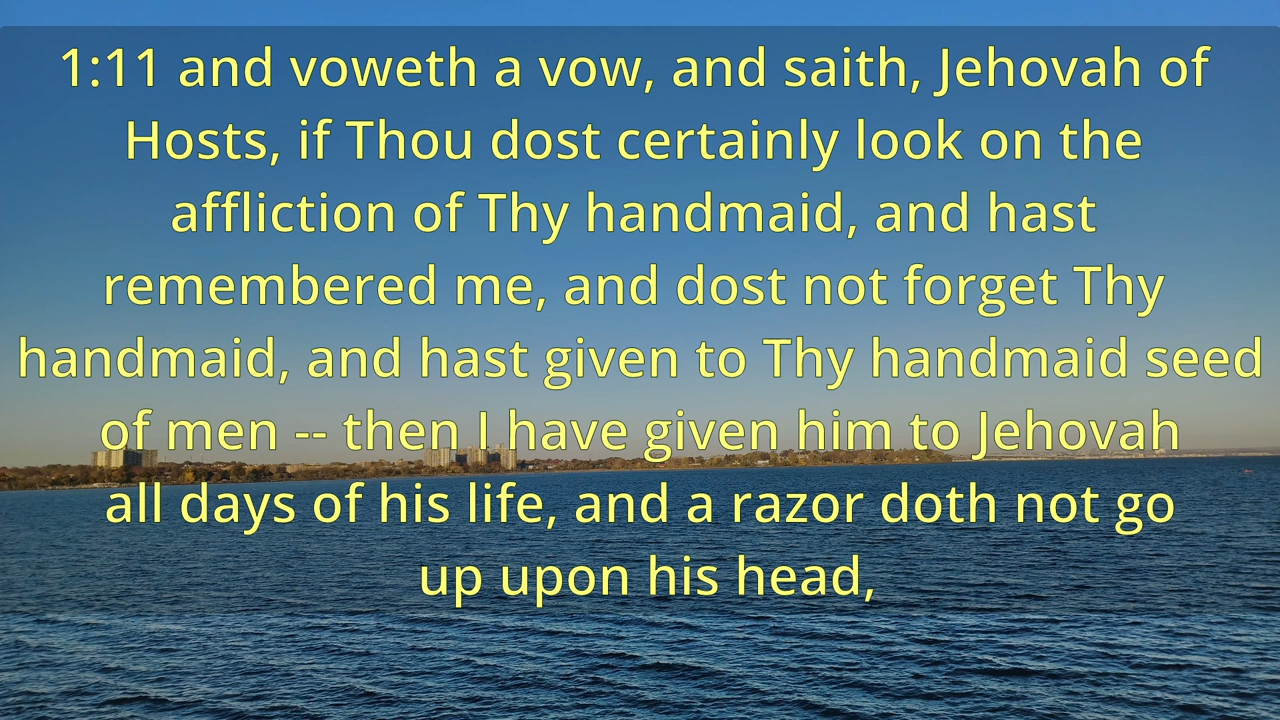 1:11 and voweth a vow, and saith, Jehovah of
Hosts, if Thou dost certainly look on the
affliction of Thy handmaid, and hast
remembered me, and dost not forget Thy
handmaid, and hast given to Thy handmaid seed
of men -- then I have given him to Jehovah
all days of his life, and a razor doth not go
up upon his head,